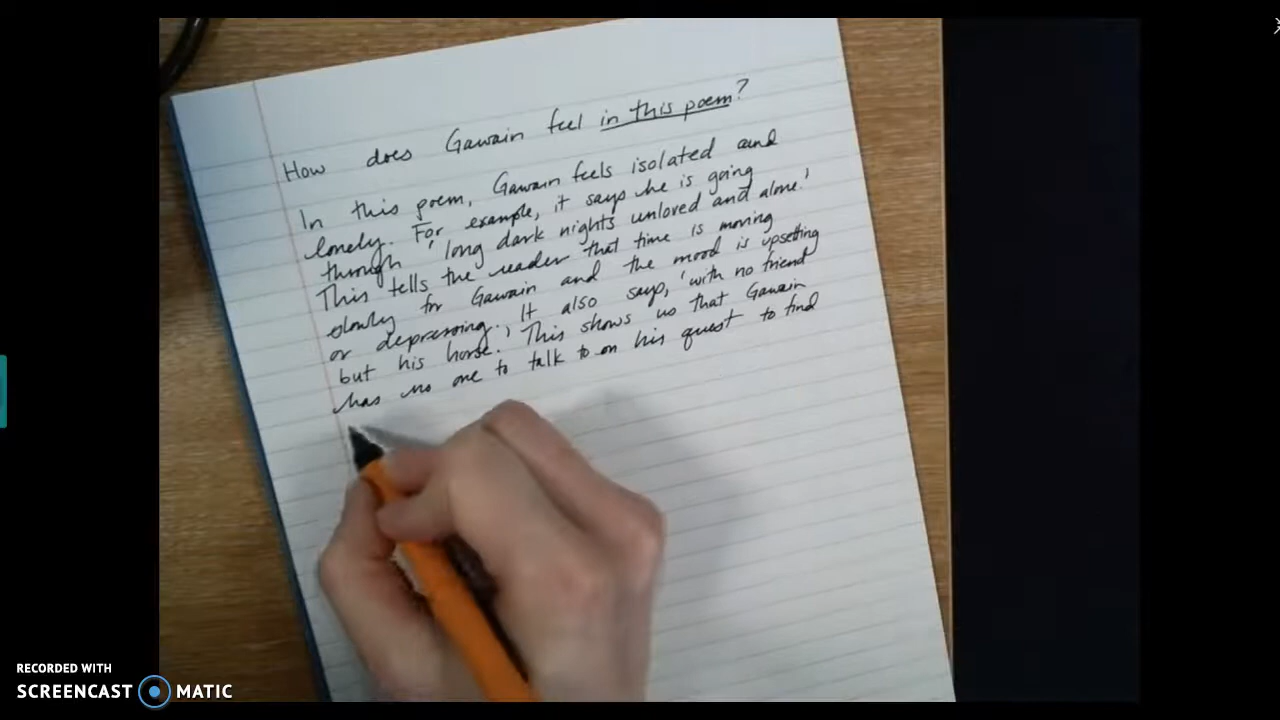 How does Gawain feel in this poem?
In this poem, Gawain feels isolated and
lonely. For example, it says he is going
through 'long dark nights unloved and alone.'
This tells the reader that time is moving
slowly for Gawain and the mood is upsetting
or depressing. It also says, 'with no friend
but his horse.' This shows us that Gawain
has no one to talk to on his quest to find
RECORDED WITH
SCREENCAST MATIC